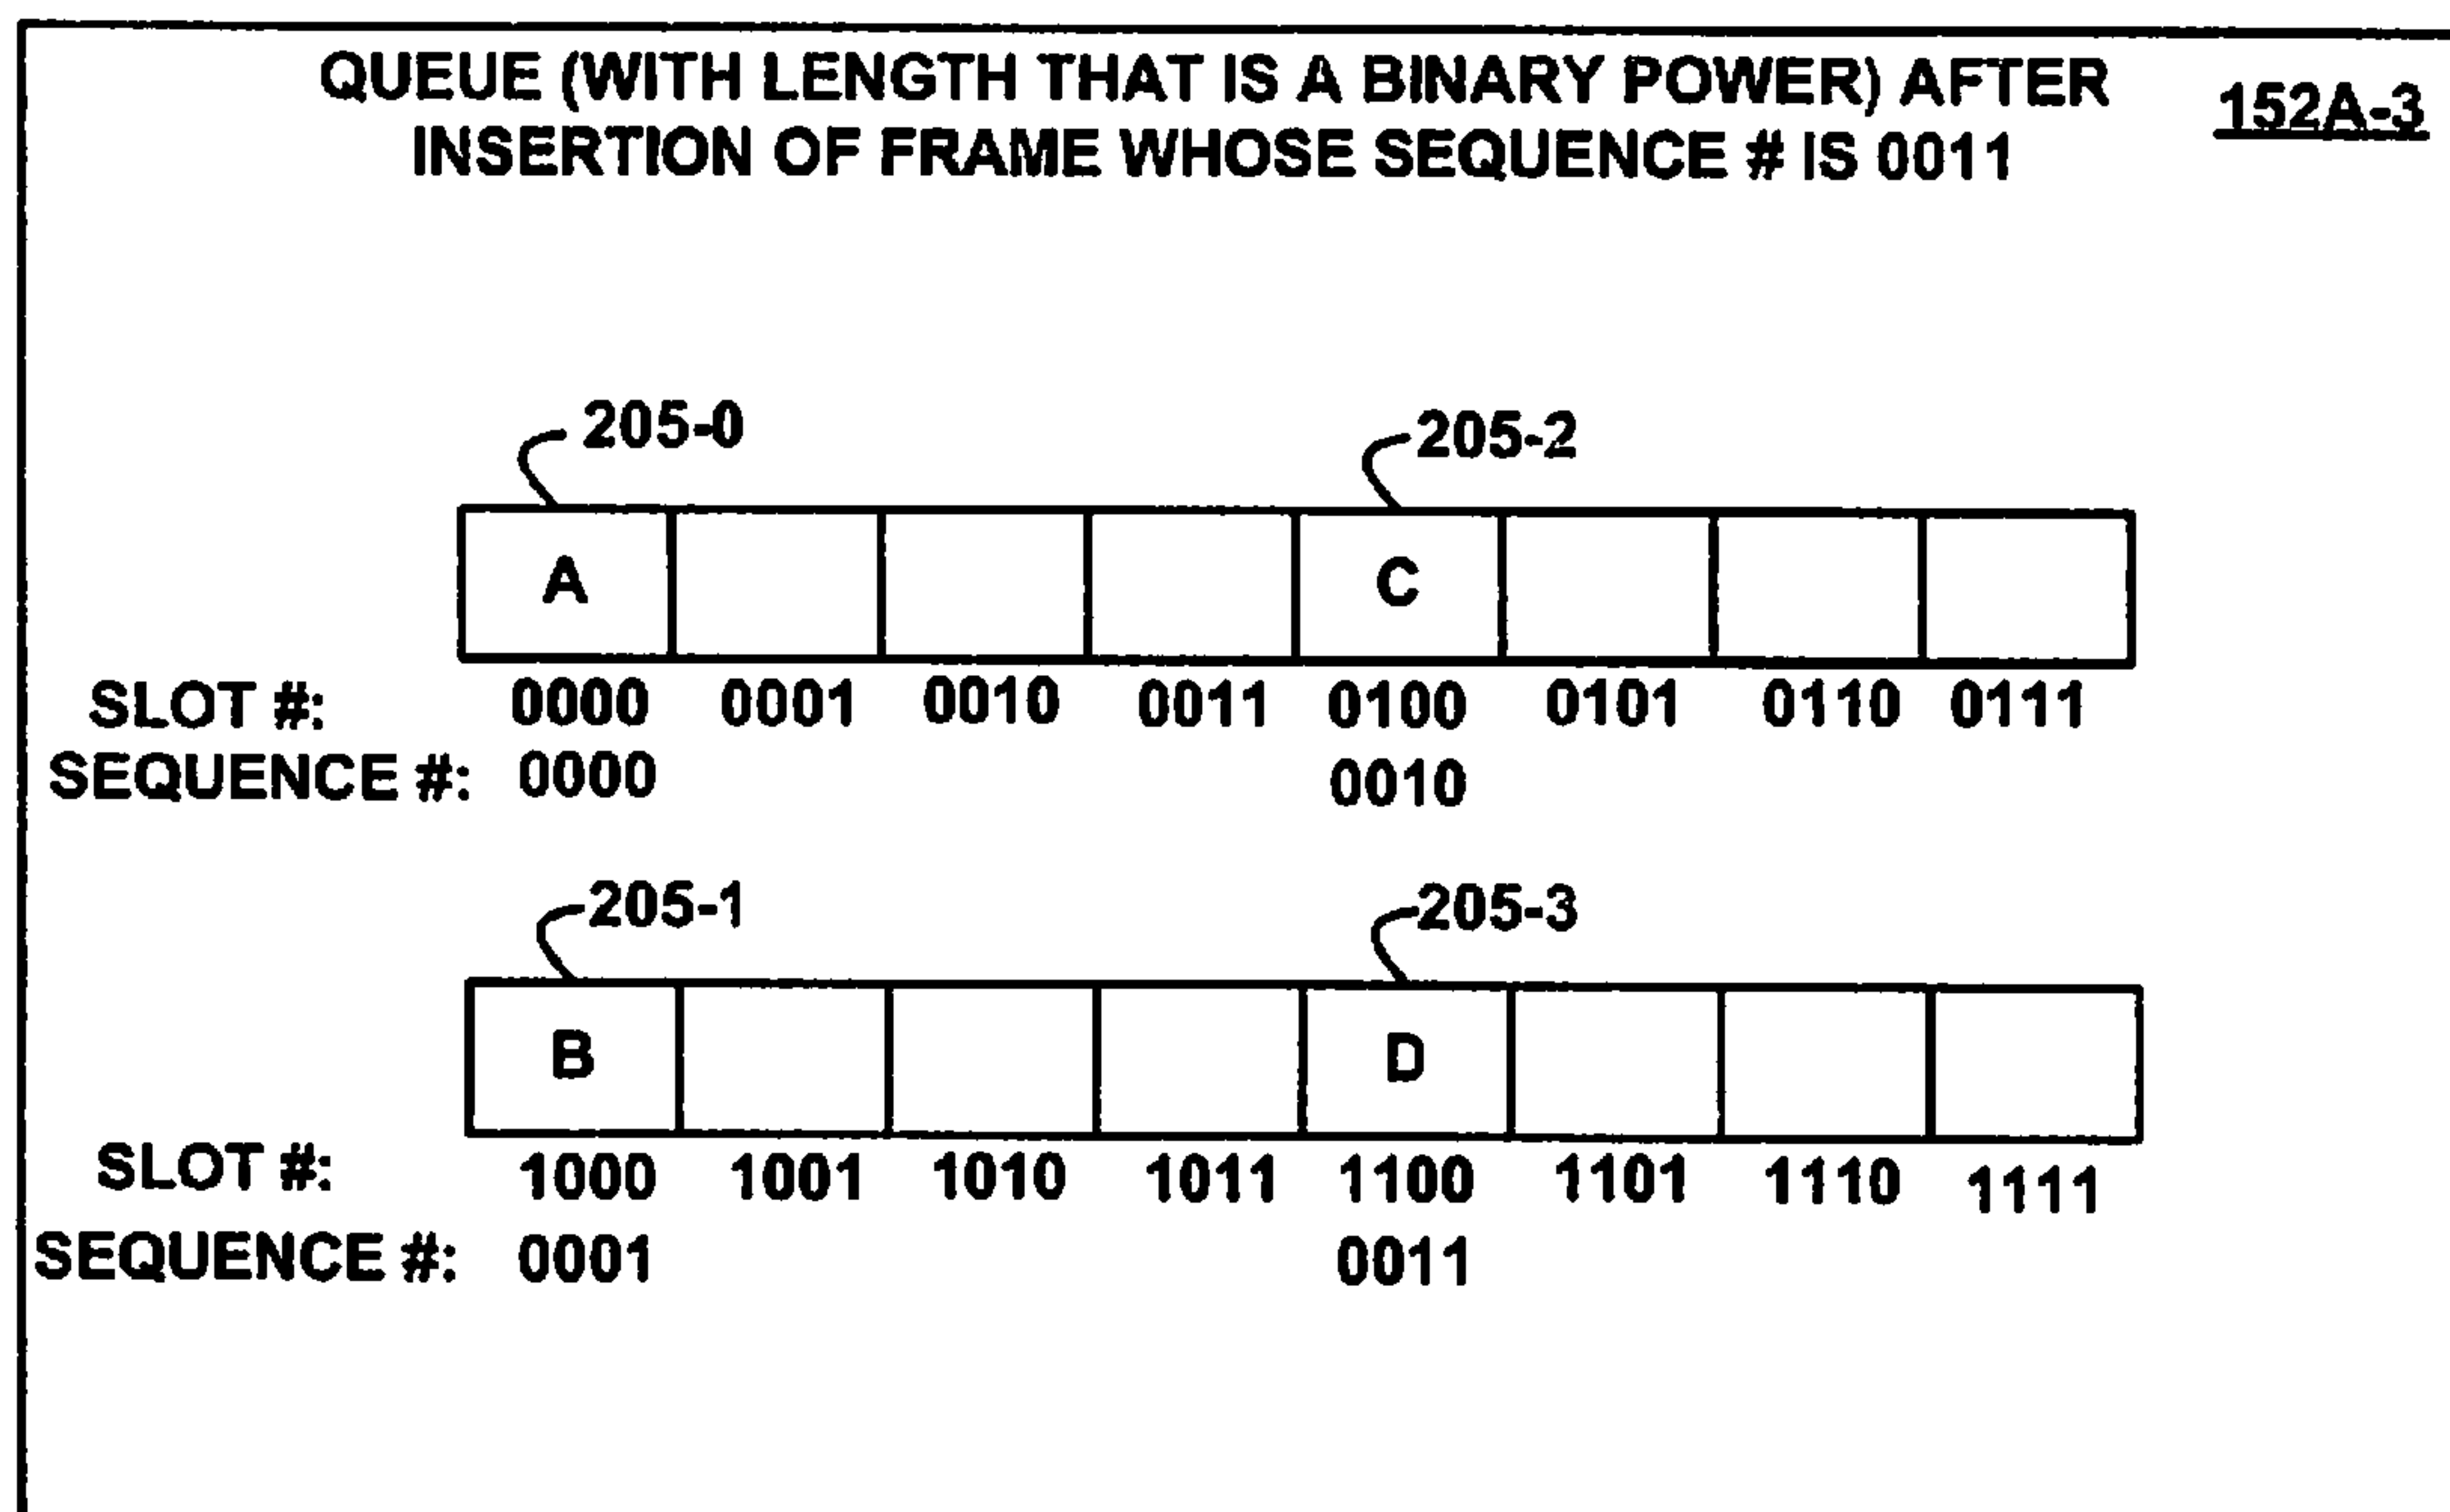 QUEUE (WITH LENGTH THAT IS A BINARY POWER) AFTER
INSERTION OF FRAME WHOSE SEQUENCE # IS 0011
152A-3
205-0 205-2
A C
SLOT #: 0000 0001 0010 0011 0100 0101 0110 0111
SEQUENCE #: 0000 0010
205-1 205-3
B D
SLOT #: 1000 1001 1010 1011 1100 1101 1110 1111
SEQUENCE #: 0001 0011